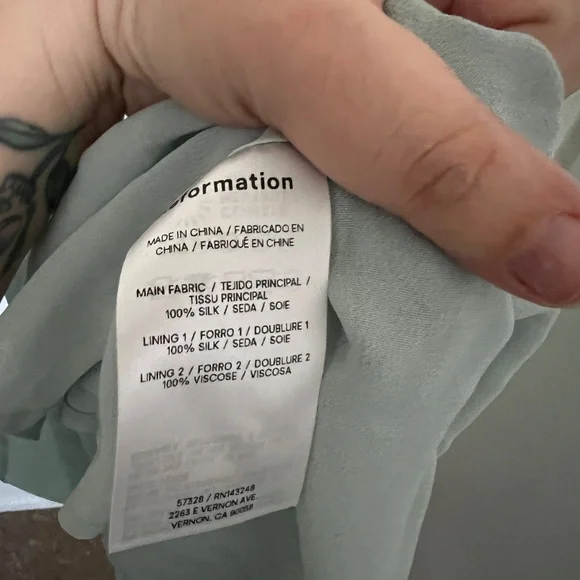 formation
MADE IN CHINA / FABRICADO EN
CHINA / FABRIQUÉ EN CHINE
MAIN FABRIC / TEJIDO PRINCIPAL /
TISSU PRINCIPAL
100% SILK / SEDA / SOIE
LINING 1 / FORRO 1 / DOUBLURE 1
100% SILK / SEDA / SOIE
LINING 2 / FORRO 2 / DOUBLURE 2
100% VISCOSE / VISCOSA
57328 / RN143248
2263 E VERNON AVE.
VERNON, CA 90058